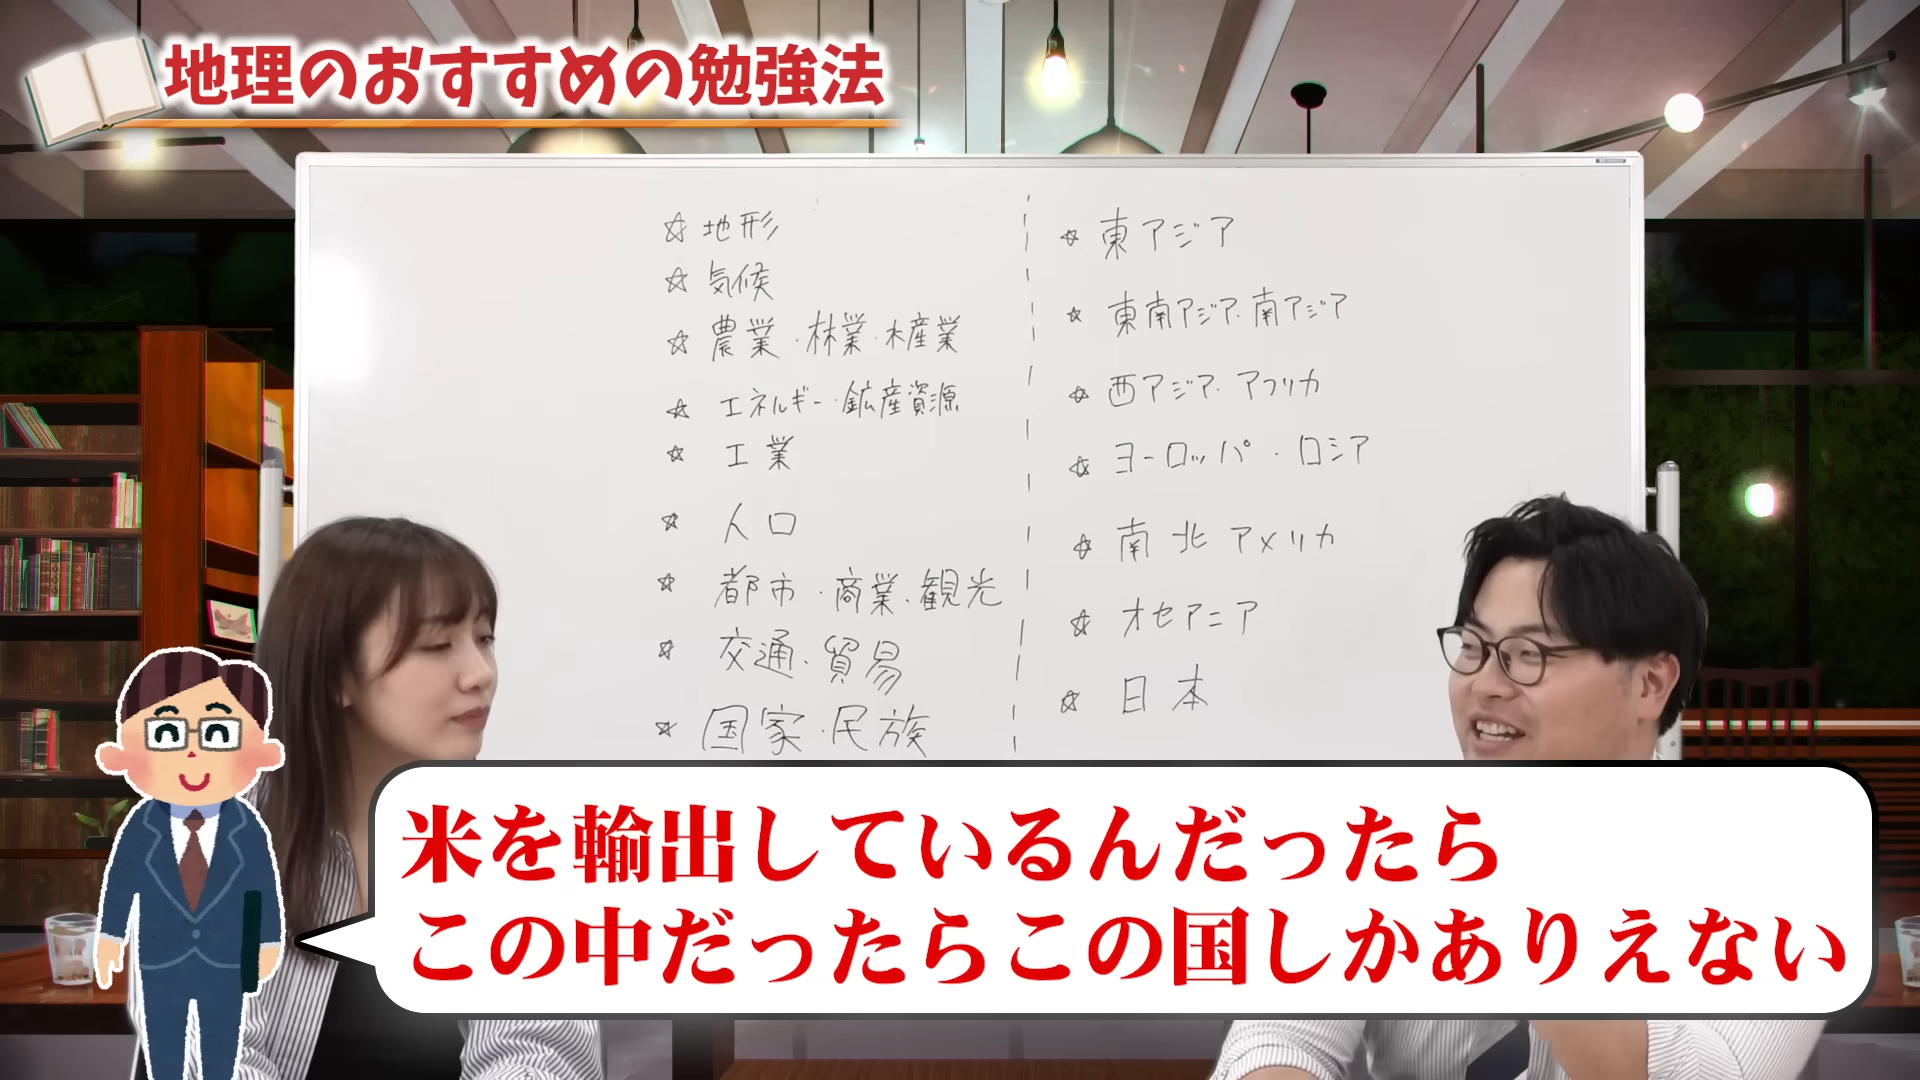 地理のおすすめの勉強法
☆ 地形
☆ 気候
☆ 農業・林業・水産業
☆ エネルギー・鉱産資源
☆ 工業
☆ 人口
☆ 都市・商業・観光
☆ 交通・貿易
☆ 国家・民族
☆ 東アジア
☆ 東南アジア・南アジア
☆ 西アジア・アフリカ
☆ ヨーロッパ・ロシア
☆ 南北アメリカ
☆ オセアニア
☆ 日本
米を輸出しているんだったら
この中だったらこの国しかありえない